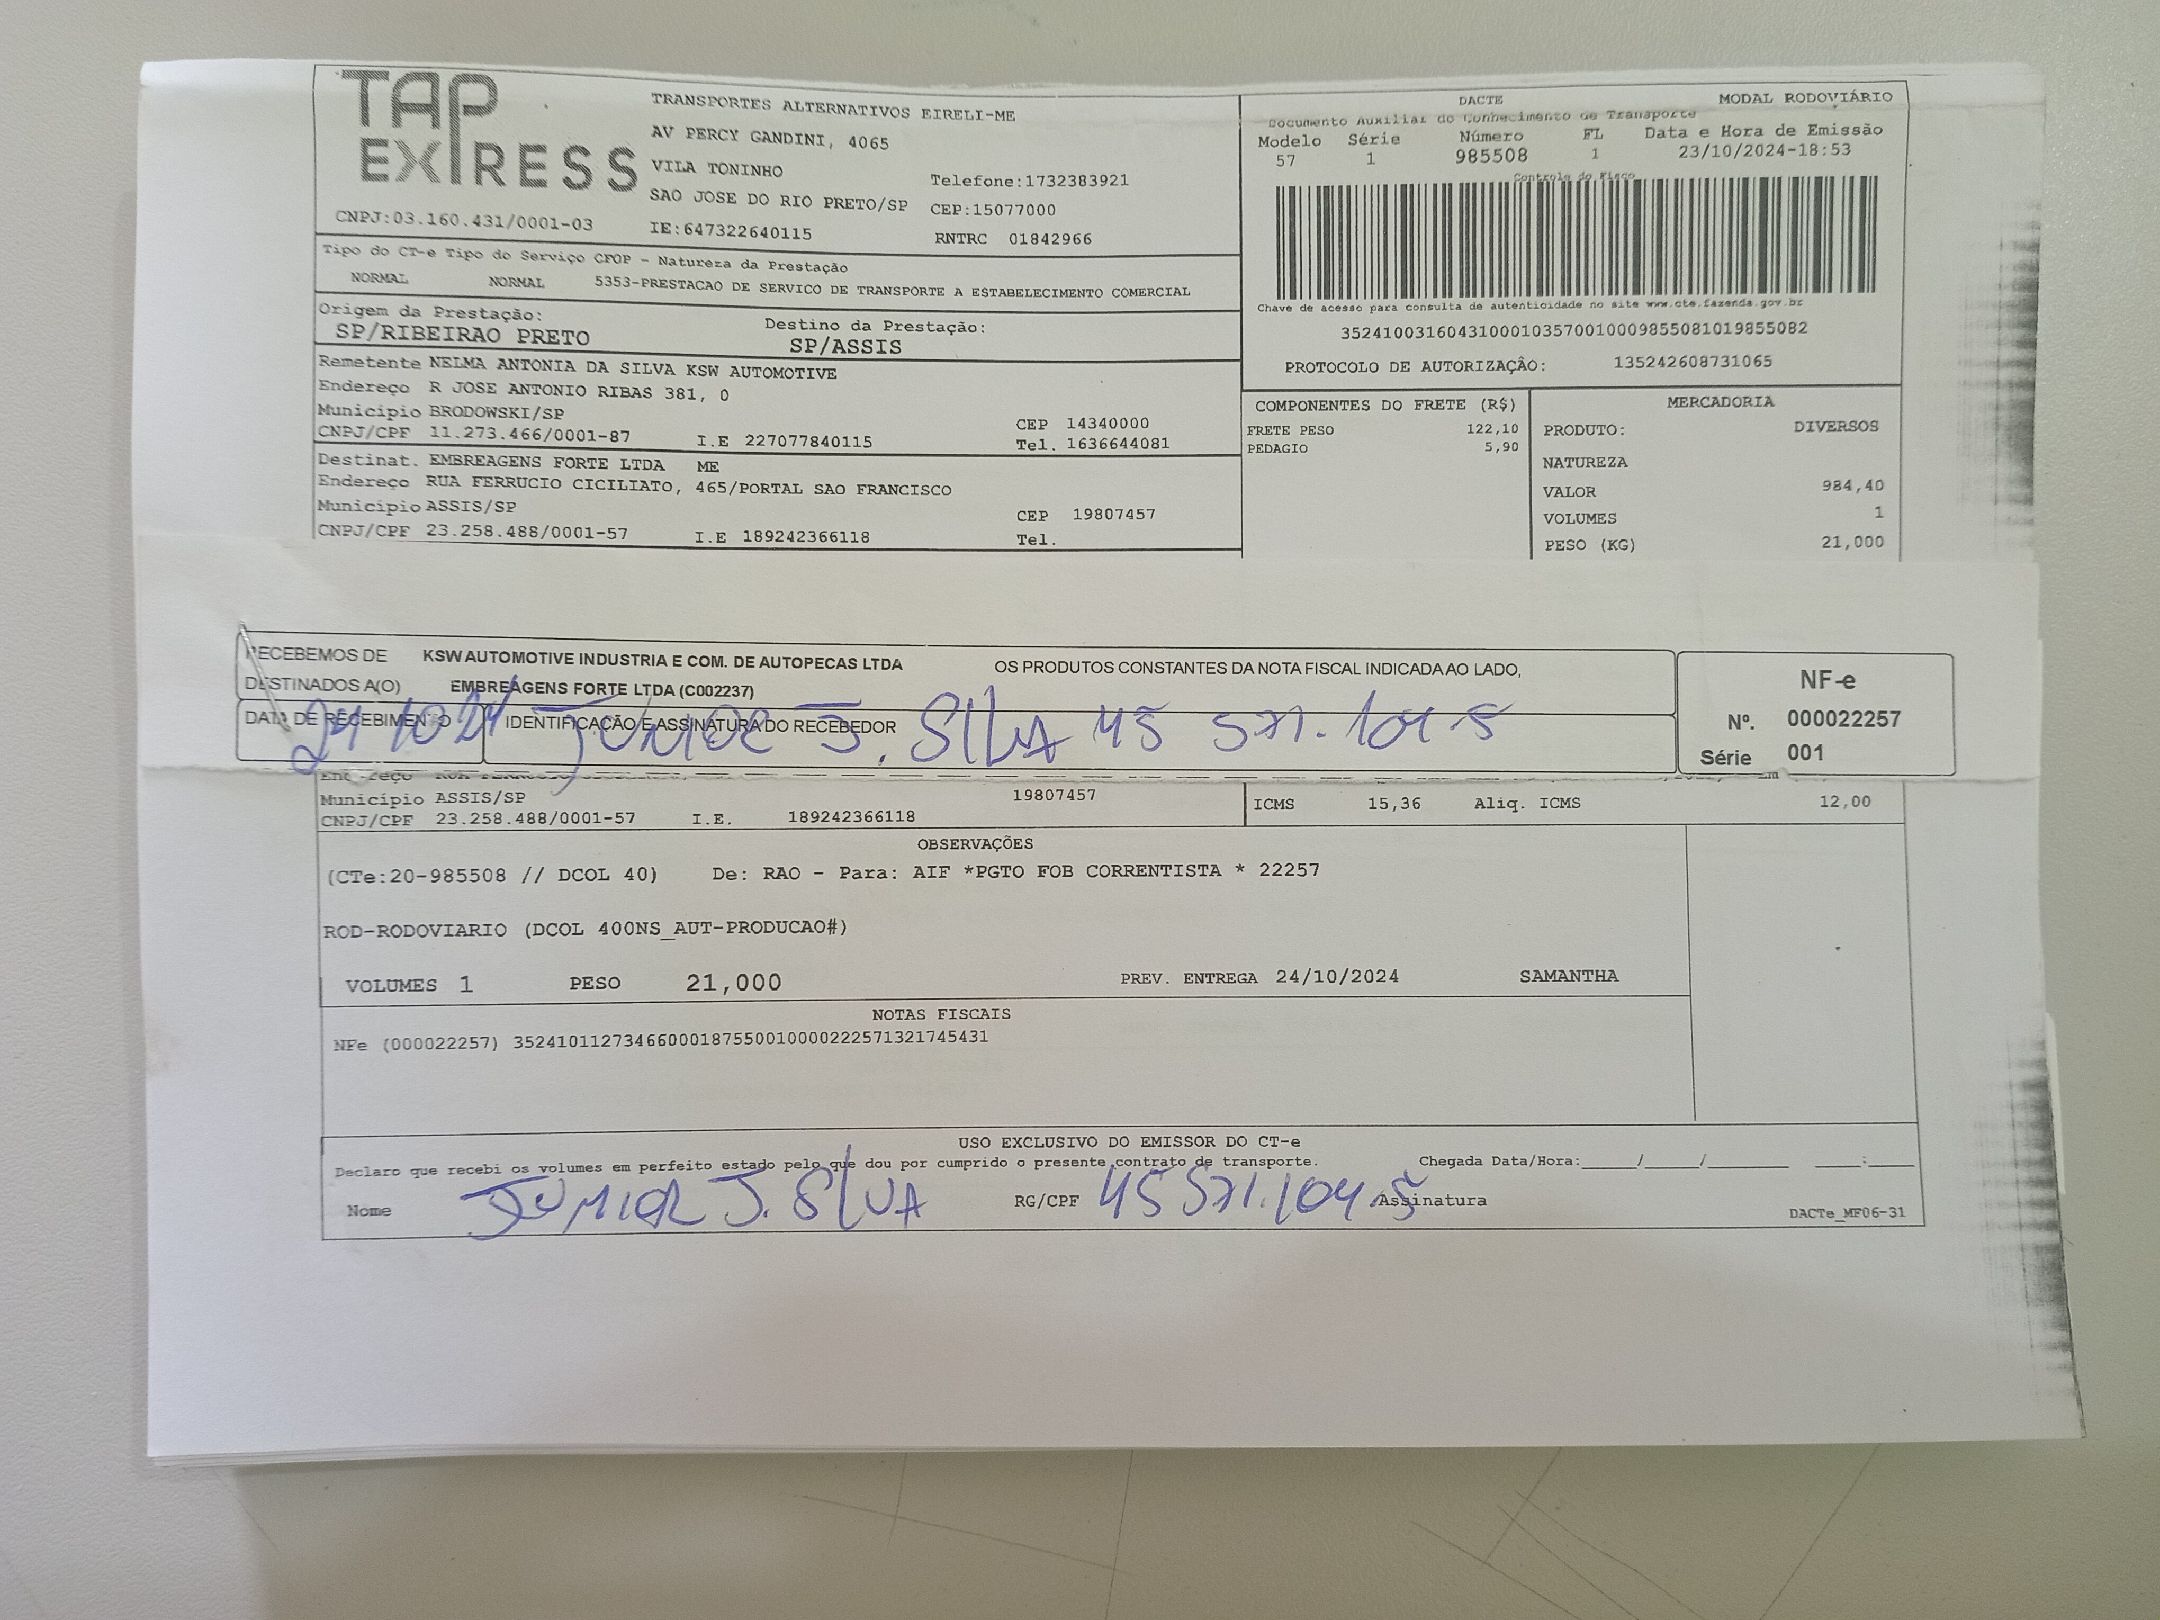 TAP EXPRESS
TRANSPORTES ALTERNATIVOS EIRELI-ME
AV PERCY GANDINI, 4065
VILA TONINHO
Telefone:1732383921
SAO JOSE DO RIO PRETO/SP CEP:15077000
CNPJ:03.160.431/0001-03 IE:647322640115 RNTRC 01842966
DACTE MODAL RODOVIÁRIO
Documento Auxiliar do Conhecimento de Transporte
Modelo Série Número FL Data e Hora de Emissão
57 1 985508 1 23/10/2024-18:53
Controle do Fisco
Chave de acesso para consulta de autenticidade no site www.cte.fazenda.gov.br
35241003160431000103570010009855081019855082
PROTOCOLO DE AUTORIZAÇÂO: 135242608731065
Tipo do CT-e Tipo do Serviço CFOP - Natureza da Prestação
NORMAL NORMAL 5353-PRESTACAO DE SERVICO DE TRANSPORTE A ESTABELECIMENTO COMERCIAL
Origem da Prestação: Destino da Prestação:
SP/RIBEIRAO PRETO SP/ASSIS
Remetente NELMA ANTONIA DA SILVA KSW AUTOMOTIVE
Endereço R JOSE ANTONIO RIBAS 381, 0
Município BRODOWSKI/SP CEP 14340000
CNPJ/CPF 11.273.466/0001-87 I.E 227077840115 Tel. 1636644081
Destinat. EMBREAGENS FORTE LTDA ME
Endereço RUA FERRUCIO CICILIATO, 465/PORTAL SAO FRANCISCO
Município ASSIS/SP CEP 19807457
CNPJ/CPF 23.258.488/0001-57 I.E 189242366118 Tel.
COMPONENTES DO FRETE (R$)
FRETE PESO 122,10
PEDAGIO 5,90
MERCADORIA
PRODUTO: DIVERSOS
NATUREZA
VALOR 984,40
VOLUMES 1
PESO (KG) 21,000
RECEBEMOS DE KSW AUTOMOTIVE INDUSTRIA E COM. DE AUTOPECAS LTDA OS PRODUTOS CONSTANTES DA NOTA FISCAL INDICADA AO LADO,
DESTINADOS A(O) EMBREAGENS FORTE LTDA (C002237)
DATA DE RECEBIMENTO IDENTIFICAÇÃO E ASSINATURA DO RECEBEDOR
24 10 24 JUNIOR J. SILVA 45 571.104-5
NF-e
Nº. 000022257
Série 001
Endereço
Município ASSIS/SP 19807457
CNPJ/CPF 23.258.488/0001-57 I.E. 189242366118
ICMS 15,36 Aliq. ICMS 12,00
OBSERVAÇÕES
(CTe:20-985508 // DCOL 40) De: RAO - Para: AIF *PGTO FOB CORRENTISTA * 22257
ROD-RODOVIARIO (DCOL 400NS_AUT-PRODUCAO#)
VOLUMES 1 PESO 21,000 PREV. ENTREGA 24/10/2024 SAMANTHA
NOTAS FISCAIS
NFe (000022257) 35241011273466000187550010000222571321745431
USO EXCLUSIVO DO EMISSOR DO CT-e
Declaro que recebi os volumes em perfeito estado pelo que dou por cumprido o presente contrato de transporte. Chegada Data/Hora:_____/_____/_______ ____:____
Nome JUNIOR J. SILVA RG/CPF 45 571.104-5 Assinatura
DACTe_MF06-31